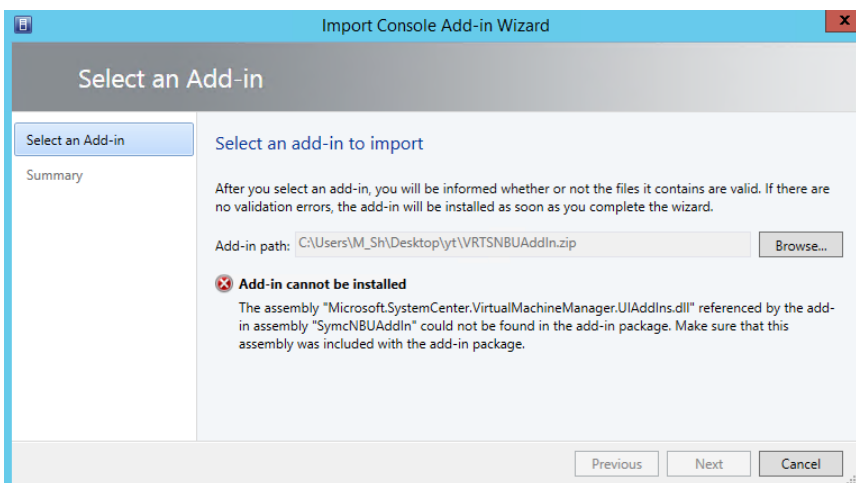 Import Console Add-in Wizard
x
Select an Add-in
Select an Add-in
Summary
Select an add-in to import
After you select an add-in, you will be informed whether or not the files it contains are valid. If there are
no validation errors, the add-in will be installed as soon as you complete the wizard.
Add-in path: C:\Users\M_Sh\Desktop\yt\VRTSNBUAddIn.zip Browse...
Add-in cannot be installed
The assembly "Microsoft.SystemCenter.VirtualMachineManager.UIAddIns.dll" referenced by the add-
in assembly "SymcNBUAddIn" could not be found in the add-in package. Make sure that this
assembly was included with the add-in package.
Previous Next Cancel